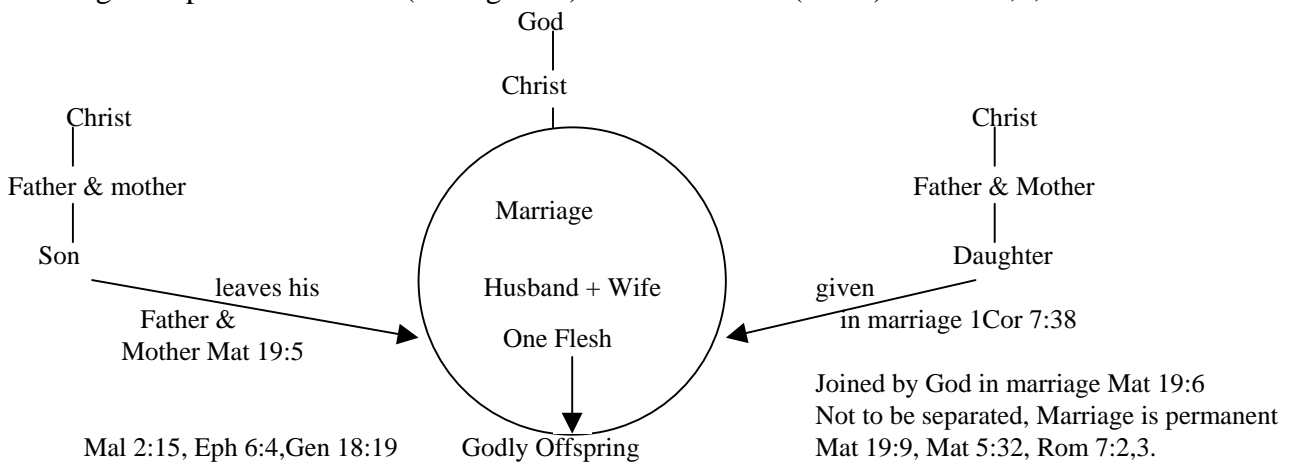 God
Christ
Christ
Father & mother
Son
leaves his
Father &
Mother Mat 19:5
Marriage
Husband + Wife
One Flesh
Christ
Father & Mother
Daughter
given
in marriage 1Cor 7:38
Joined by God in marriage Mat 19:6
Not to be separated, Marriage is permanent
Mat 19:9, Mat 5:32, Rom 7:2,3.
Mal 2:15, Eph 6:4,Gen 18:19
Godly Offspring